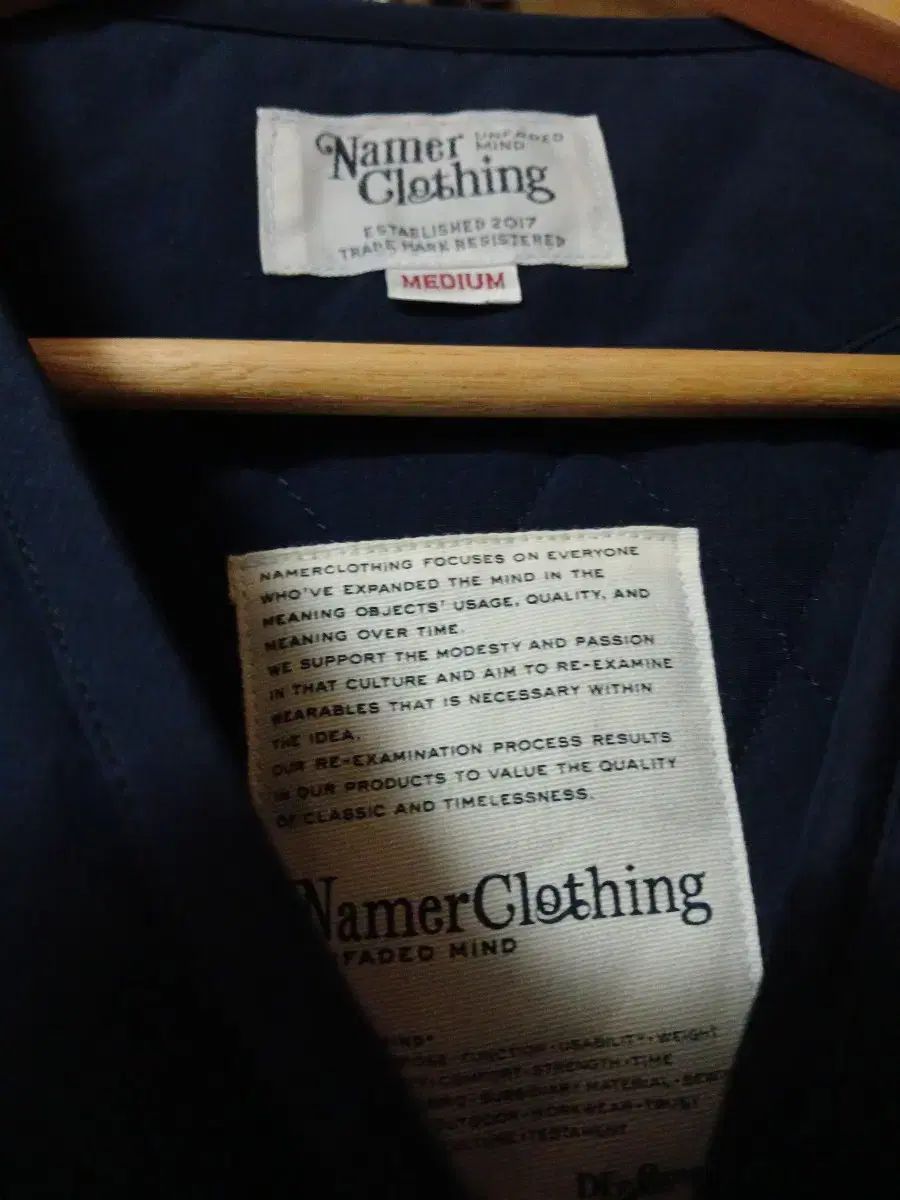 Namer UNFADED
MIND
Clothing
ESTABLISHED 2017
TRADE MARK REGISTERED
MEDIUM
NAMERCLOTHING FOCUSES ON EVERYONE
WHO'VE EXPANDED THE MIND IN THE
MEANING OBJECTS' USAGE, QUALITY, AND
MEANING OVER TIME.
WE SUPPORT THE MODESTY AND PASSION
IN THAT CULTURE AND AIM TO RE-EXAMINE
WEARABLES THAT IS NECESSARY WITHIN
THE IDEA.
OUR RE-EXAMINATION PROCESS RESULTS
IN OUR PRODUCTS TO VALUE THE QUALITY
OF CLASSIC AND TIMELESSNESS.
NamerClothing
FADED MIND
FUNCTION·USABILITY·WEIGHT
COMFORT·STRENGTH·TIME
MATERIAL
OUTDOOR·WORKWEAR·TRUST
TESTAMENT